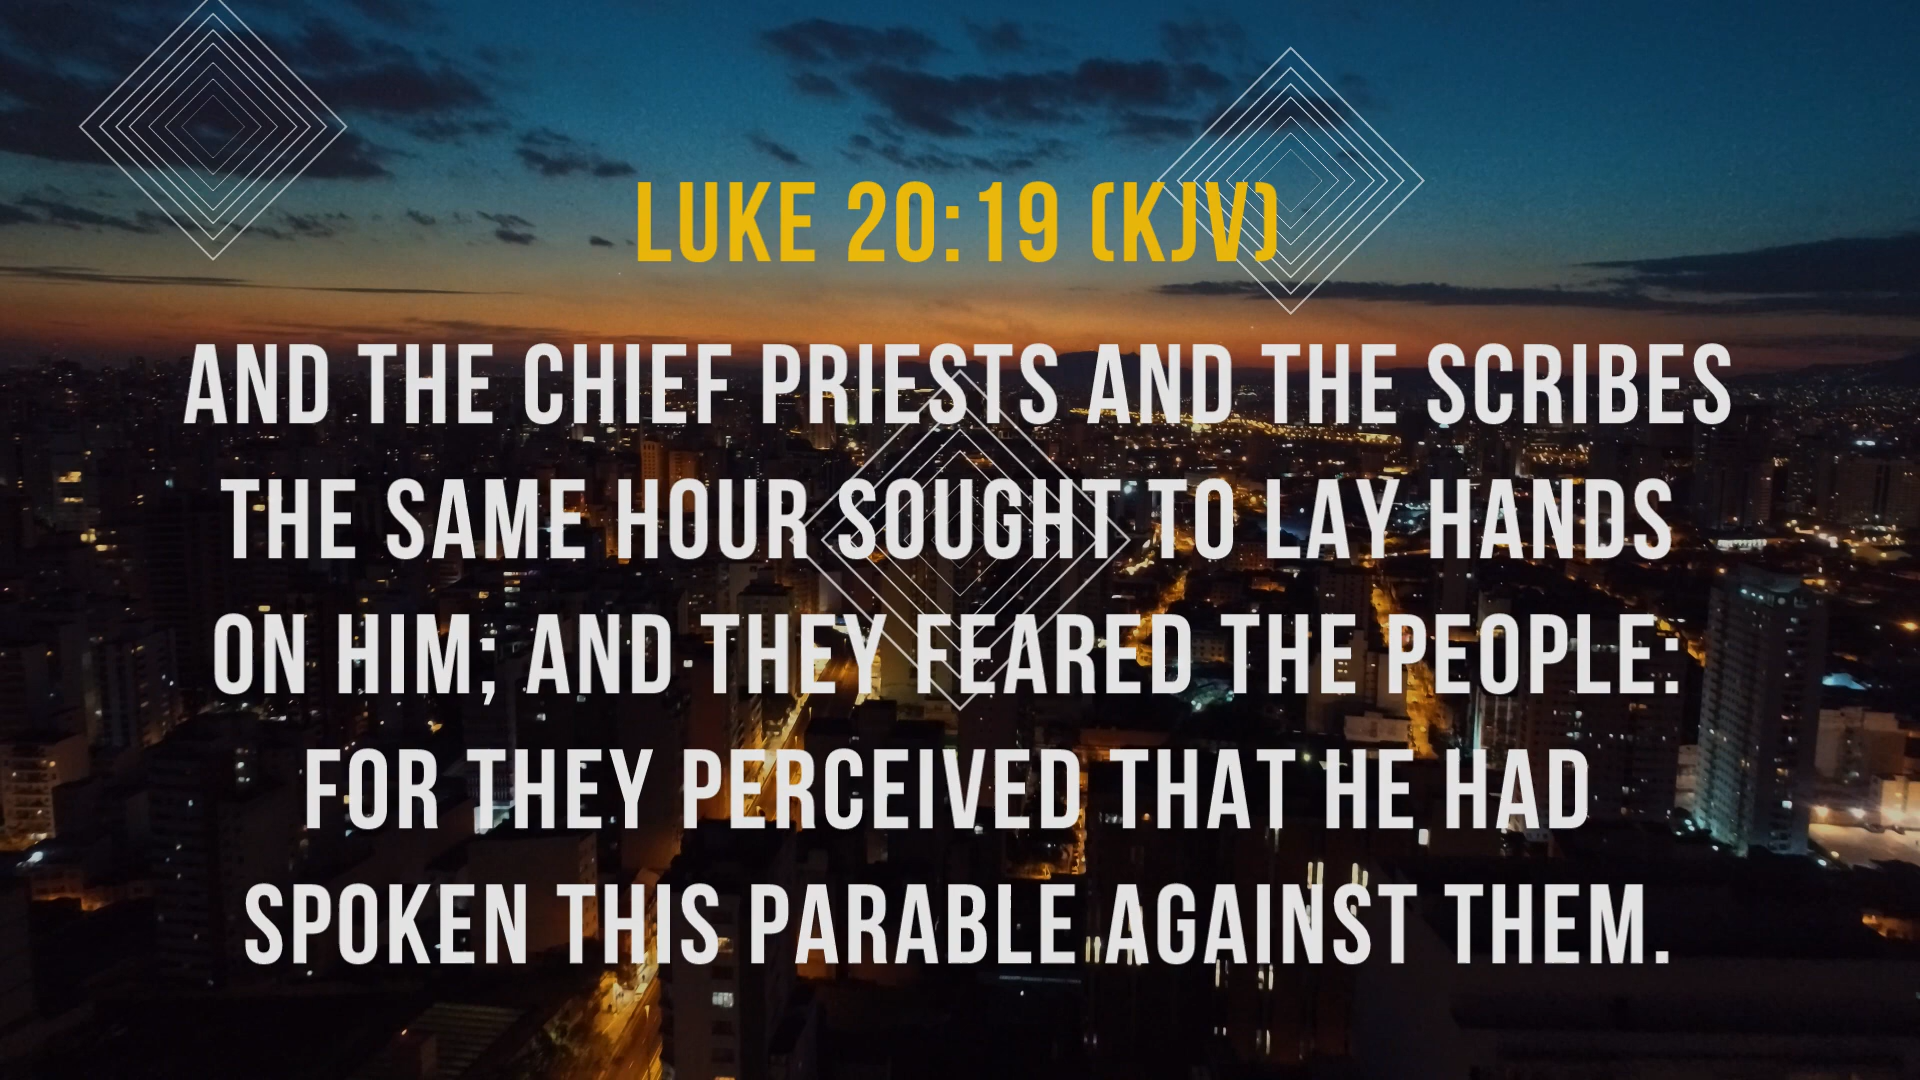 LUKE 20:19 (KJV)
AND THE CHIEF PRIESTS AND THE SCRIBES
THE SAME HOUR SOUGHT TO LAY HANDS
ON HIM; AND THEY FEARED THE PEOPLE:
FOR THEY PERCEIVED THAT HE HAD
SPOKEN THIS PARABLE AGAINST THEM.